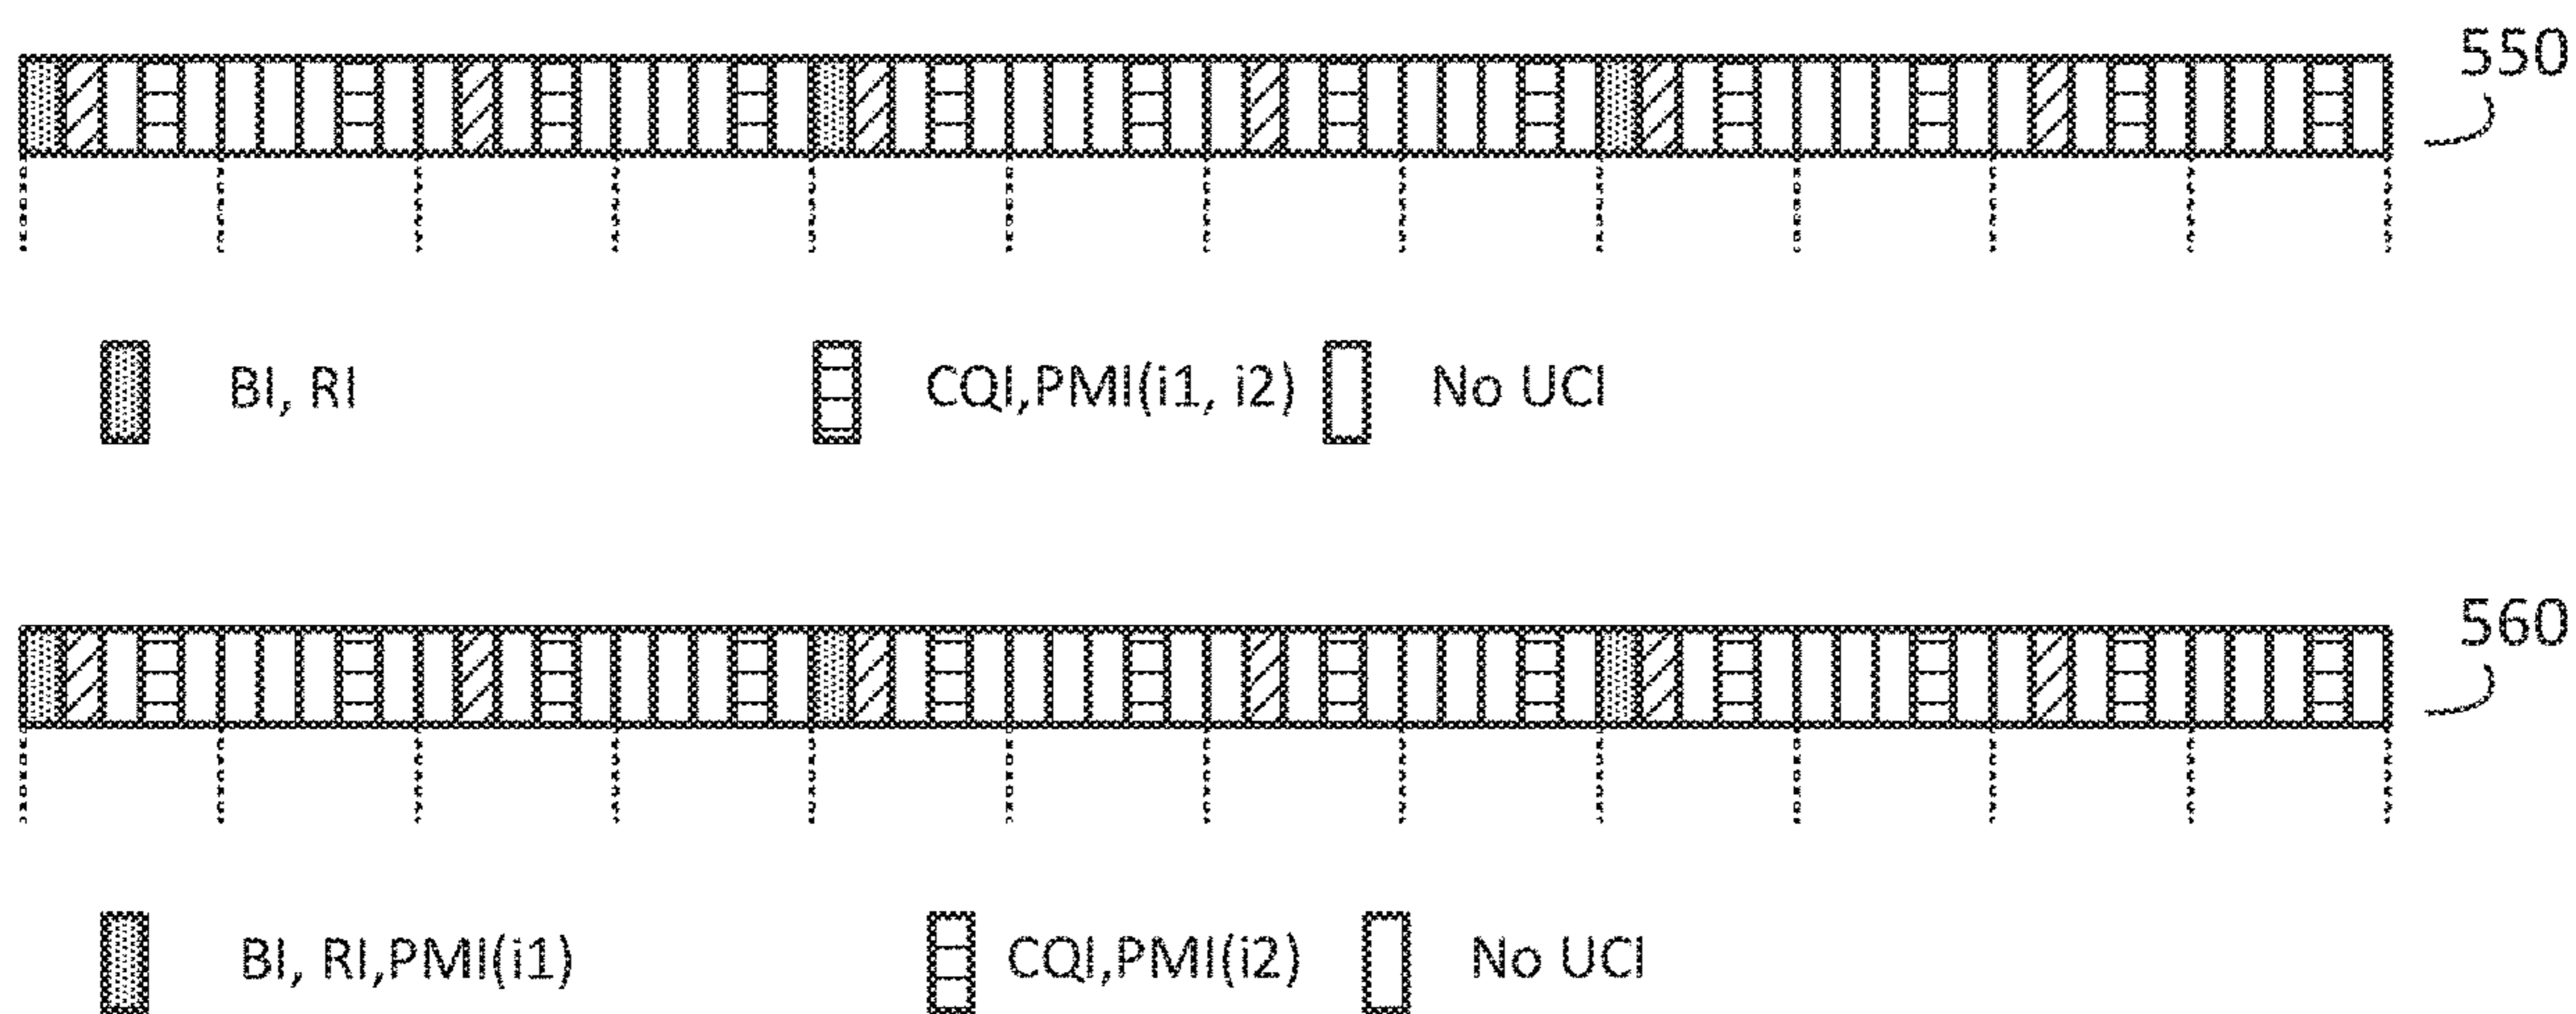 550
BI, RI CQI,PMI(i1, i2) No UCI
560
BI, RI,PMI(i1) CQI,PMI(i2) No UCI